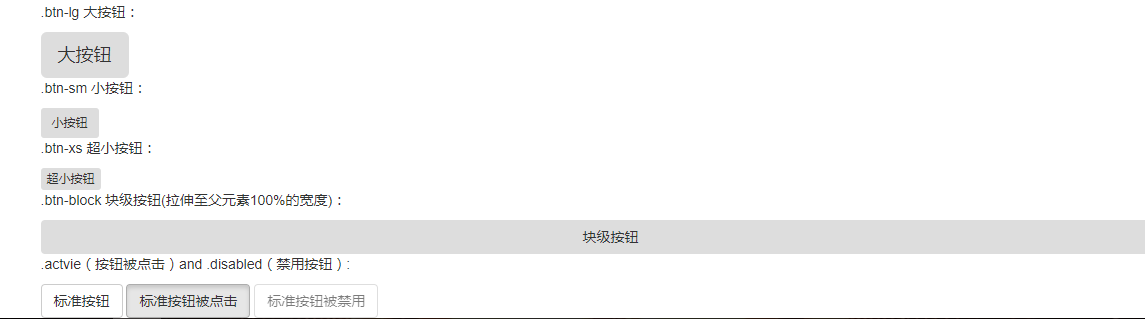 .btn-lg 大按钮：
大按钮
.btn-sm 小按钮：
小按钮
.btn-xs 超小按钮：
超小按钮
.btn-block 块级按钮(拉伸至父元素100%的宽度)：
块级按钮
.actvie（按钮被点击）and .disabled（禁用按钮）:
标准按钮 标准按钮被点击 标准按钮被禁用